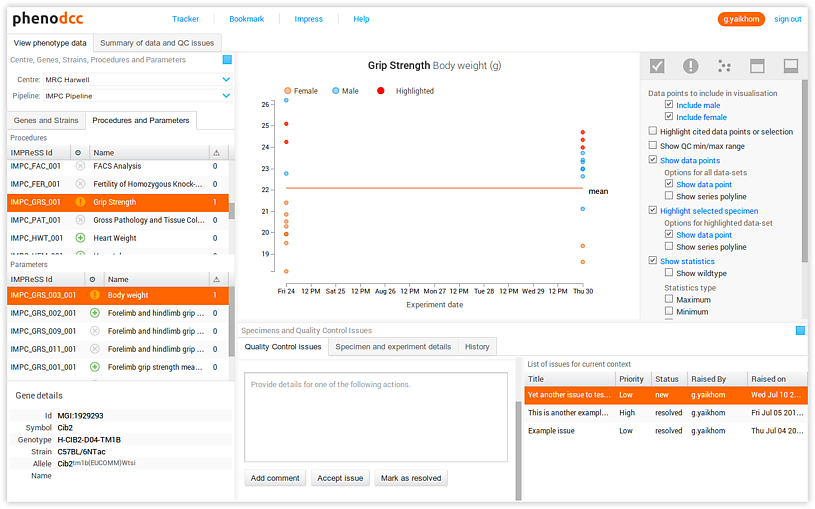 phenodcc
Tracker
Bookmark
Impress
Help
g.yaikhom
sign out
View phenotype data
Summary of data and QC issues
Centre, Genes, Strains, Procedures and Parameters
Centre: MRC Harwell
Pipeline: IMPC Pipeline
Genes and Strains
Procedures and Parameters
Procedures
IMPReSS Id Name
IMPC_FAC_001 FACS Analysis 0
IMPC_FER_001 Fertility of Homozygous Knock-... 0
IMPC_GRS_001 Grip Strength 1
IMPC_PAT_001 Gross Pathology and Tissue Col... 0
IMPC_HWT_001 Heart Weight 0
Parameters
IMPReSS Id Name
IMPC_GRS_003_001 Body weight 1
IMPC_GRS_002_001 Forelimb and hindlimb grip ... 0
IMPC_GRS_009_001 Forelimb and hindlimb grip ... 0
IMPC_GRS_011_001 Forelimb and hindlimb grip ... 0
IMPC_GRS_001_001 Forelimb grip strength mea... 0
Gene details
Id MGI:1929293
Symbol Cib2
Genotype H-CIB2-D04-TM1B
Strain C57BL/6NTac
Allele Cib2tm1b(EUCOMM)Wtsi
Name
Grip Strength Body weight (g)
Female Male Highlighted
26
25
24
23
22
21
20
19
mean
Fri 24 12 PM Sat 25 12 PM Sun 26 12 PM Mon 27 12 PM Tue 28 12 PM Wed 29 12 PM Thu 30
Experiment date
Data points to include in visualisation
Include male
Include female
Highlight cited data points or selection
Show QC min/max range
Show data points
Options for all data-sets
Show data point
Show series polyline
Highlight selected specimen
Options for highlighted data-set
Show data point
Show series polyline
Show statistics
Show wildtype
Statistics type
Maximum
Minimum
Specimens and Quality Control Issues
Quality Control issues
Specimen and experiment details
History
Provide details for one of the following actions.
Add comment
Accept issue
Mark as resolved
List of issues for current context
Title Priority Status Raised By Raised on
Yet another issue to tes... Low new g.yaikhom Wed Jul 10 2...
This is another exampl... High resolved g.yaikhom Fri Jul 05 201...
Example issue Low resolved g.yaikhom Thu Jul 04 20...